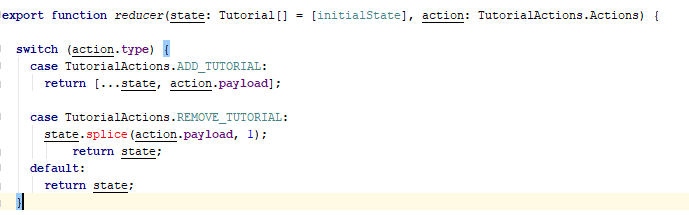 export function reducer(state: Tutorial[] = [initialState], action: TutorialActions.Actions) {
switch (action.type) {
case TutorialActions.ADD_TUTORIAL:
return [...state, action.payload];
case TutorialActions.REMOVE_TUTORIAL:
state.splice(action.payload, 1);
return state;
default:
return state;
}